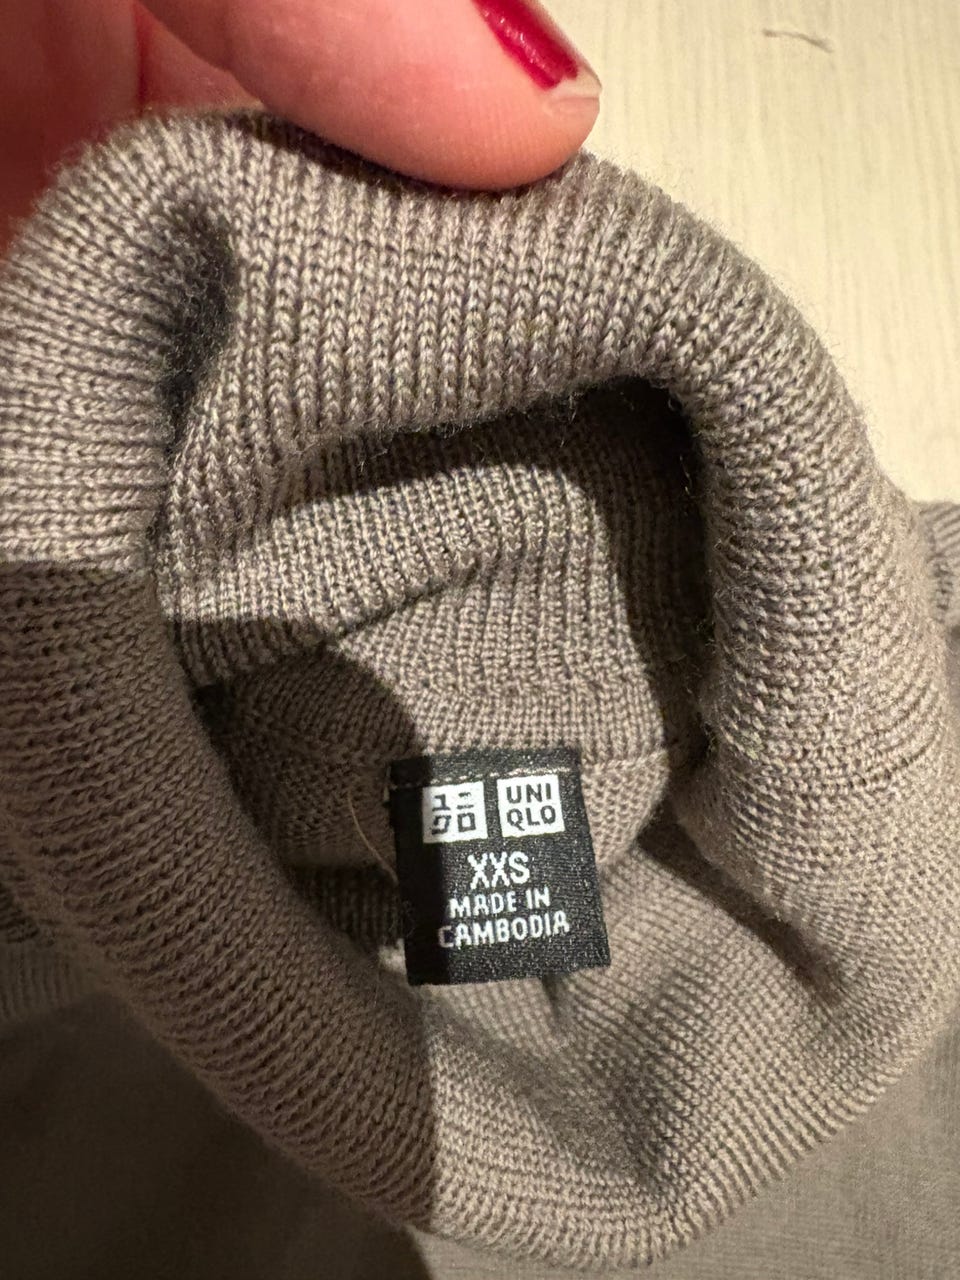 ユニ UNI
クロ QLO
XXS
MADE IN
CAMBODIA